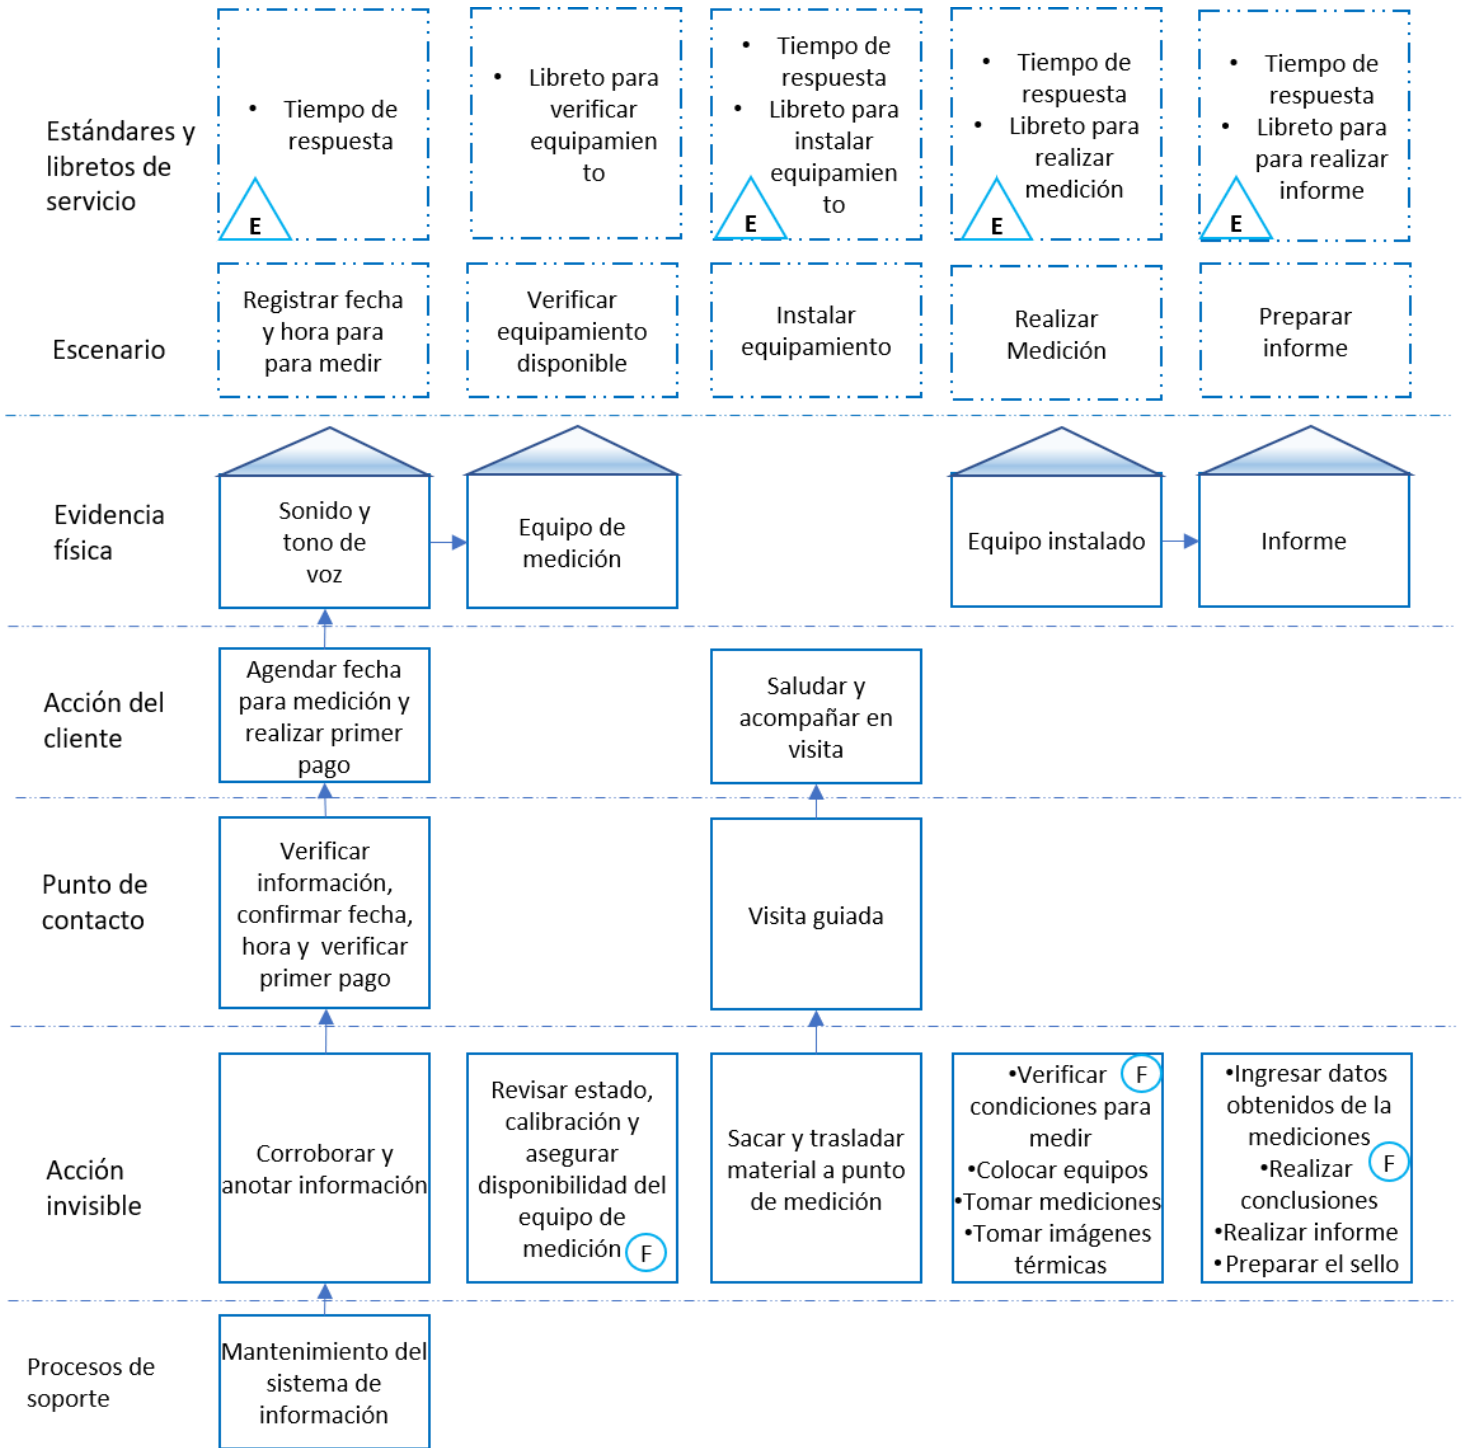 Estándares y
libretos de
servicio
• Tiempo de
respuesta
E
• Libreto para
verificar
equipamien
to
• Tiempo de
respuesta
• Libreto para
instalar
equipamien
to
E
• Tiempo de
respuesta
• Libreto para
realizar
medición
E
• Tiempo de
respuesta
• Libreto para
para realizar
informe
E
Escenario
Registrar fecha
y hora para
para medir
Verificar
equipamiento
disponible
Instalar
equipamiento
Realizar
Medición
Preparar
informe
Evidencia
física
Sonido y
tono de
voz
Equipo de
medición
Equipo instalado
Informe
Acción del
cliente
Agendar fecha
para medición y
realizar primer
pago
Saludar y
acompañar en
visita
Punto de
contacto
Verificar
información,
confirmar fecha,
hora y verificar
primer pago
Visita guiada
Acción
invisible
Corroborar y
anotar información
Revisar estado,
calibración y
asegurar
disponibilidad del
equipo de
medición F
Sacar y trasladar
material a punto
de medición
•Verificar F
condiciones para
medir
•Colocar equipos
•Tomar mediciones
•Tomar imágenes
térmicas
•Ingresar datos
obtenidos de la
mediciones
•Realizar F
conclusiones
•Realizar informe
•Preparar el sello
Procesos de
soporte
Mantenimiento del
sistema de
información